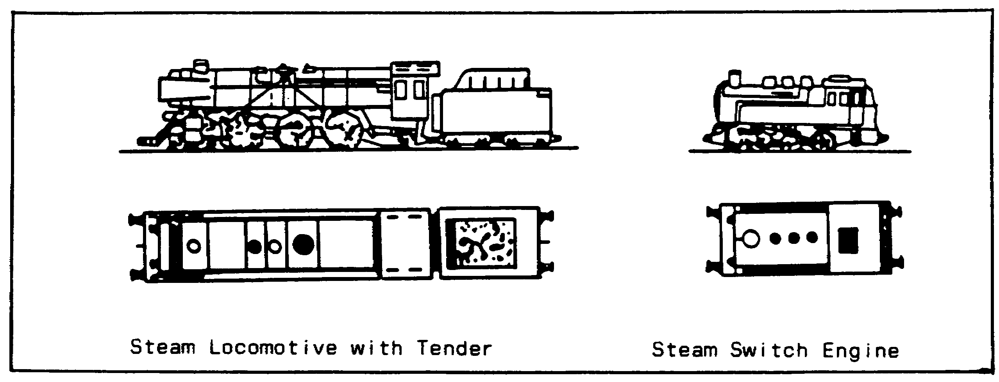 Steam Locomotive with Tender
Steam Switch Engine